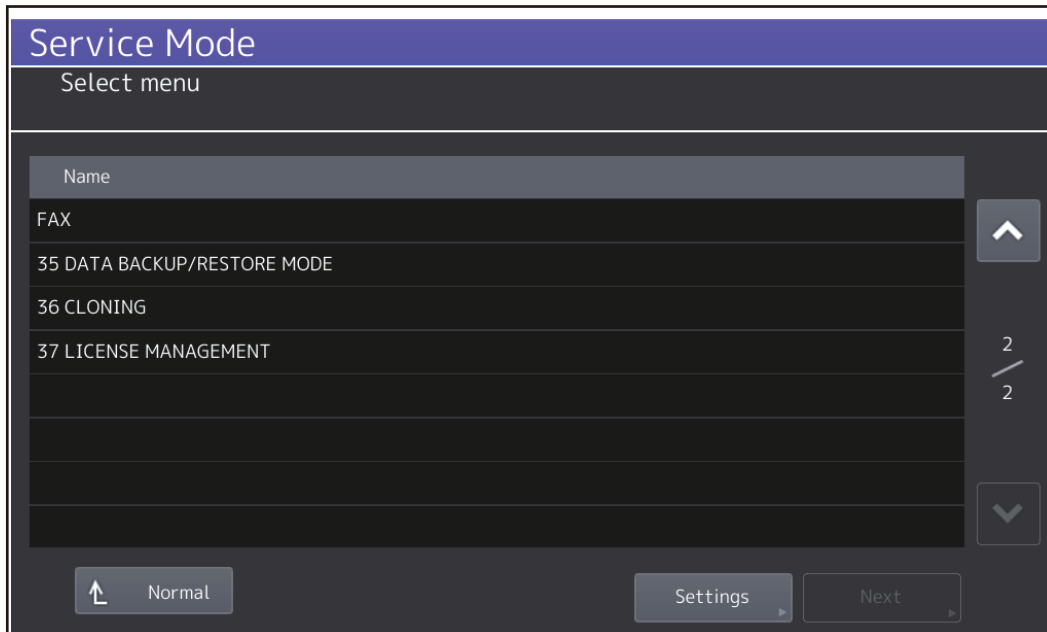 Service Mode
Select menu
Name
FAX
35 DATA BACKUP/RESTORE MODE
36 CLONING
37 LICENSE MANAGEMENT
2
2
Normal
Settings
Next